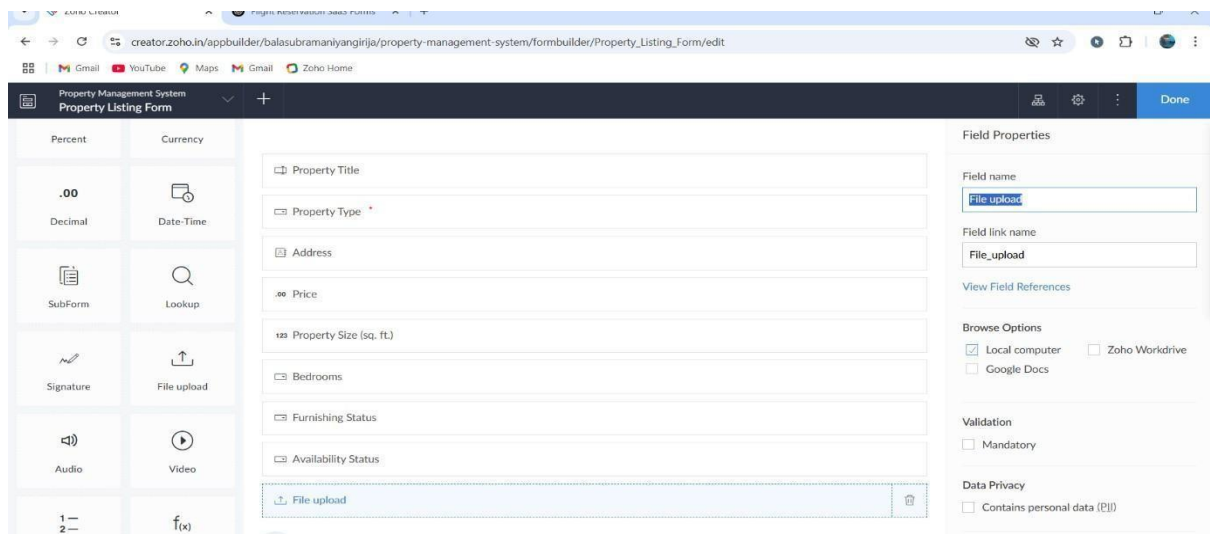 Zoho Creator
Flight Reservation SaaS Forms
creator.zoho.in/appbuilder/balasubramaniyangirija/property-management-system/formbuilder/Property_Listing_Form/edit
Gmail YouTube Maps Gmail Zoho Home
Property Management System
Property Listing Form
Done
Percent Currency
.00
Decimal Date-Time
SubForm Lookup
Signature File upload
Audio Video
1
2
f(x)
Property Title
Property Type *
Address
.00 Price
123 Property Size (sq. ft.)
Bedrooms
Furnishing Status
Availability Status
File upload
Field Properties
Field name
File upload
Field link name
File_upload
View Field References
Browse Options
Local computer Zoho Workdrive
Google Docs
Validation
Mandatory
Data Privacy
Contains personal data (PII)